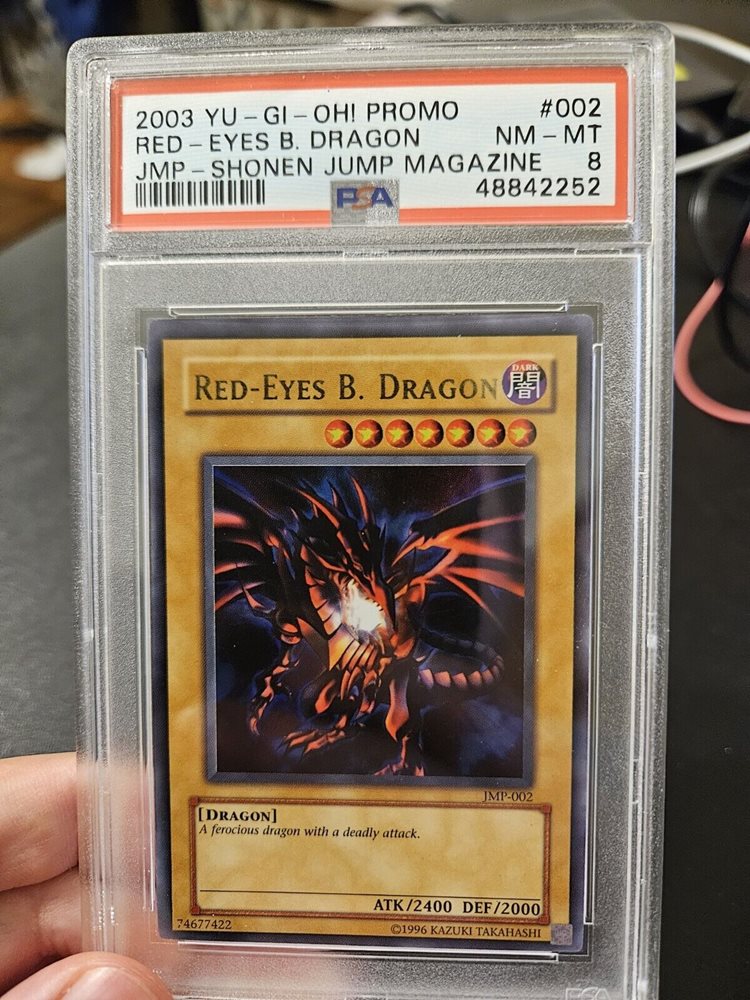 2003 YU-GI-OH! PROMO #002
RED-EYES B. DRAGON NM-MT
JMP-SHONEN JUMP MAGAZINE 8
PSA 48842252
RED-EYES B. DRAGON
DARK
闇
JMP-002
[DRAGON]
A ferocious dragon with a deadly attack.
ATK/2400 DEF/2000
74677422 ©1996 KAZUKI TAKAHASHI
PSA